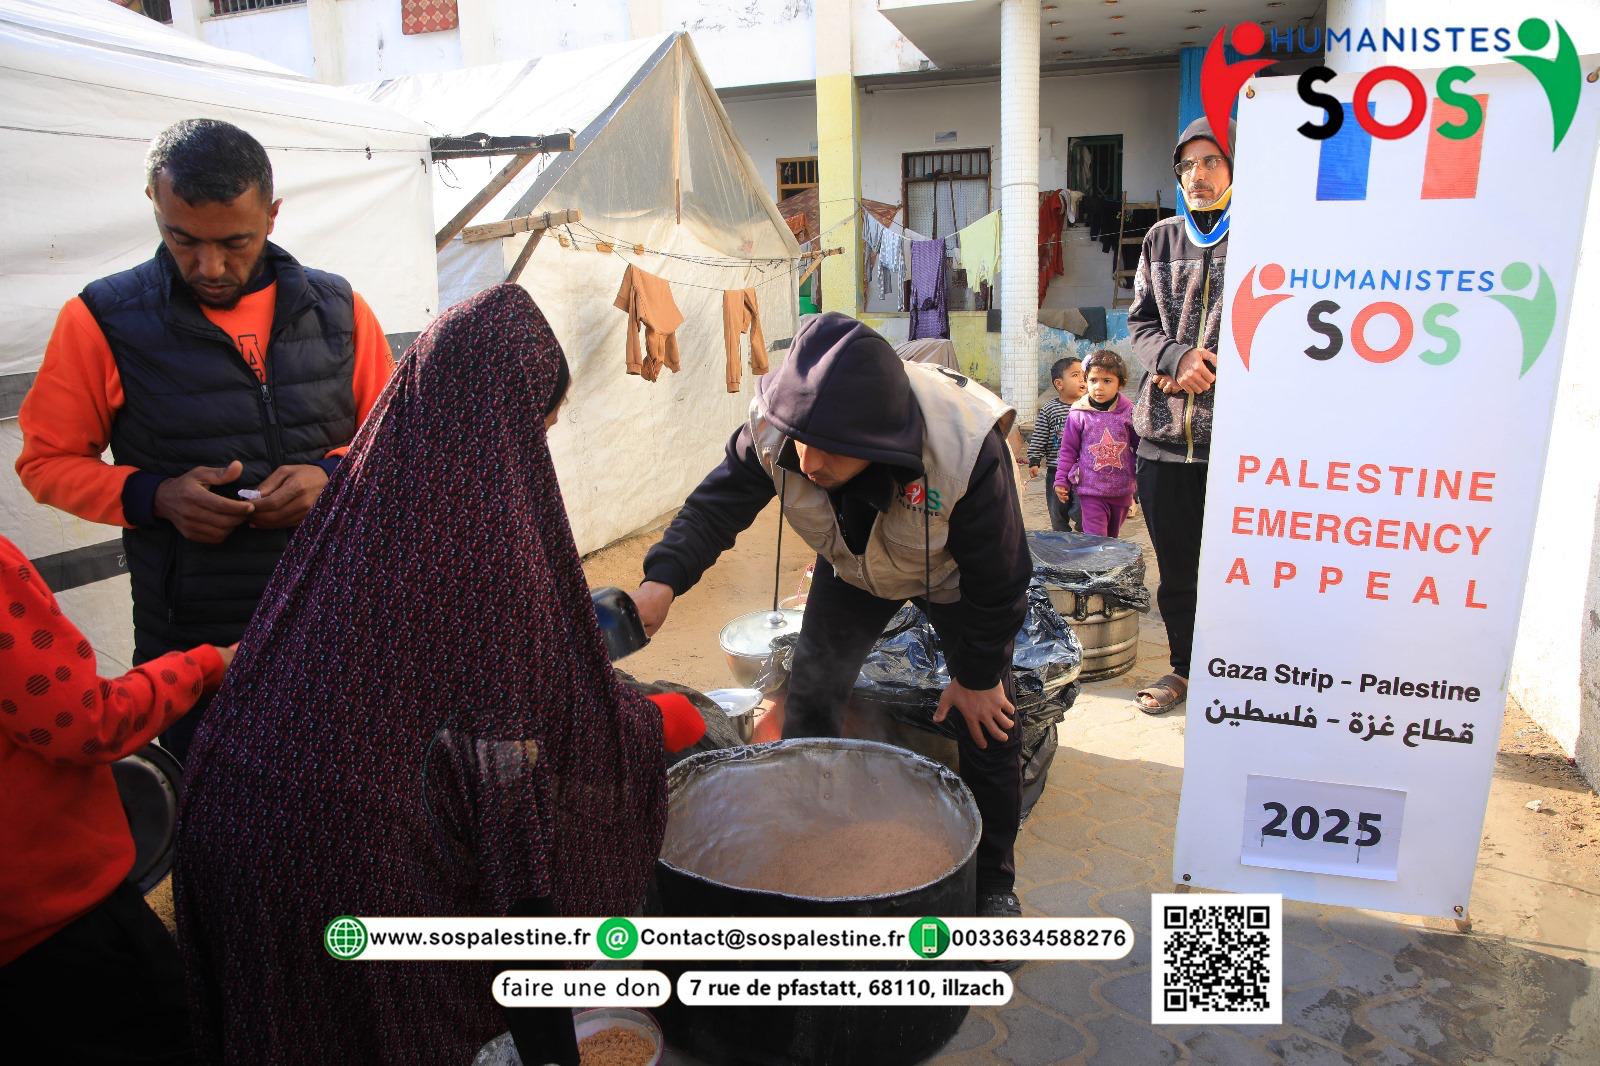 HUMANISTES
SOS
HUMANISTES
SOS
PALESTINE
EMERGENCY
APPEAL
Gaza Strip - Palestine
قطاع غزة - فلسطين
2025
www.sospalestine.fr @ Contact@sospalestine.fr 0033634588276
faire une don 7 rue de pfastatt, 68110, illzach